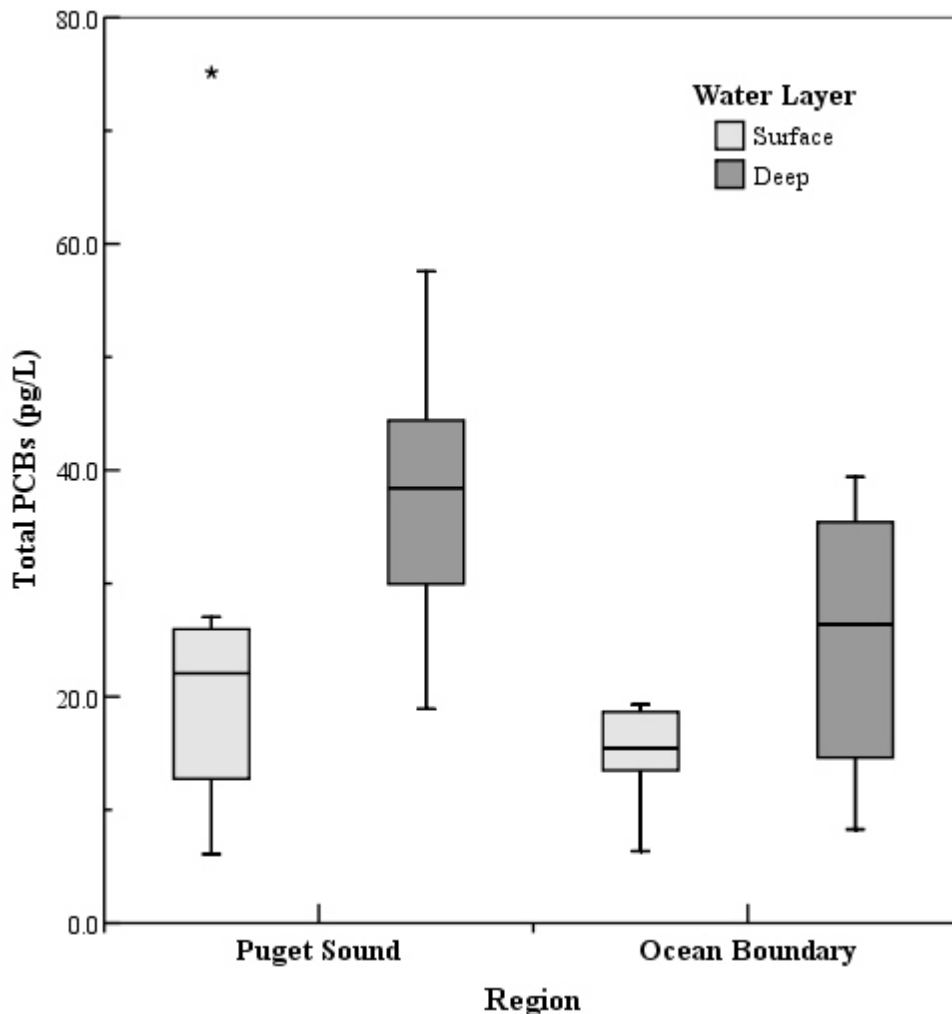 80.0
60.0
40.0
20.0
0.0
Total PCBs (pg/L)
*
Water Layer
Surface
Deep
Puget Sound
Ocean Boundary
Region